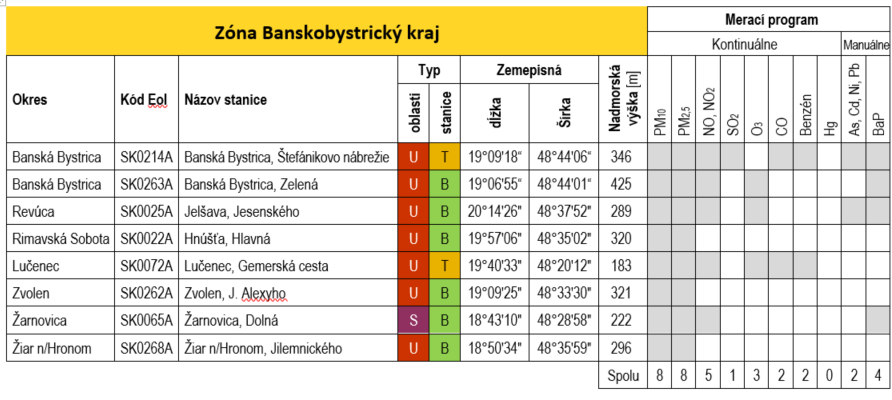 Zóna Banskobystrický kraj
Merací program
Kontinuálne Manuálne
Okres Kód EoI Názov stanice Typ Zemepisná Nadmorská výška [m]
oblasti stanice dĺžka Šírka PM10 PM2,5 NO, NO2 SO2 O3 CO Benzén Hg As, Cd, Ni, Pb BaP
Banská Bystrica SK0214A Banská Bystrica, Štefánikovo nábrežie U T 19°09'18“ 48°44'06“ 346
Banská Bystrica SK0263A Banská Bystrica, Zelená U B 19°06'55“ 48°44'01“ 425
Revúca SK0025A Jelšava, Jesenského U B 20°14'26" 48°37'52" 289
Rimavská Sobota SK0022A Hnúšťa, Hlavná U B 19°57'06" 48°35'02" 320
Lučenec SK0072A Lučenec, Gemerská cesta U T 19°40'33" 48°20'12" 183
Zvolen SK0262A Zvolen, J. Alexyho U B 19°09'25" 48°33'30" 321
Žarnovica SK0065A Žarnovica, Dolná S B 18°43'10" 48°28'58" 222
Žiar n/Hronom SK0268A Žiar n/Hronom, Jilemnického U B 18°50'34" 48°35'59" 296
Spolu 8 8 5 1 3 2 2 0 2 4